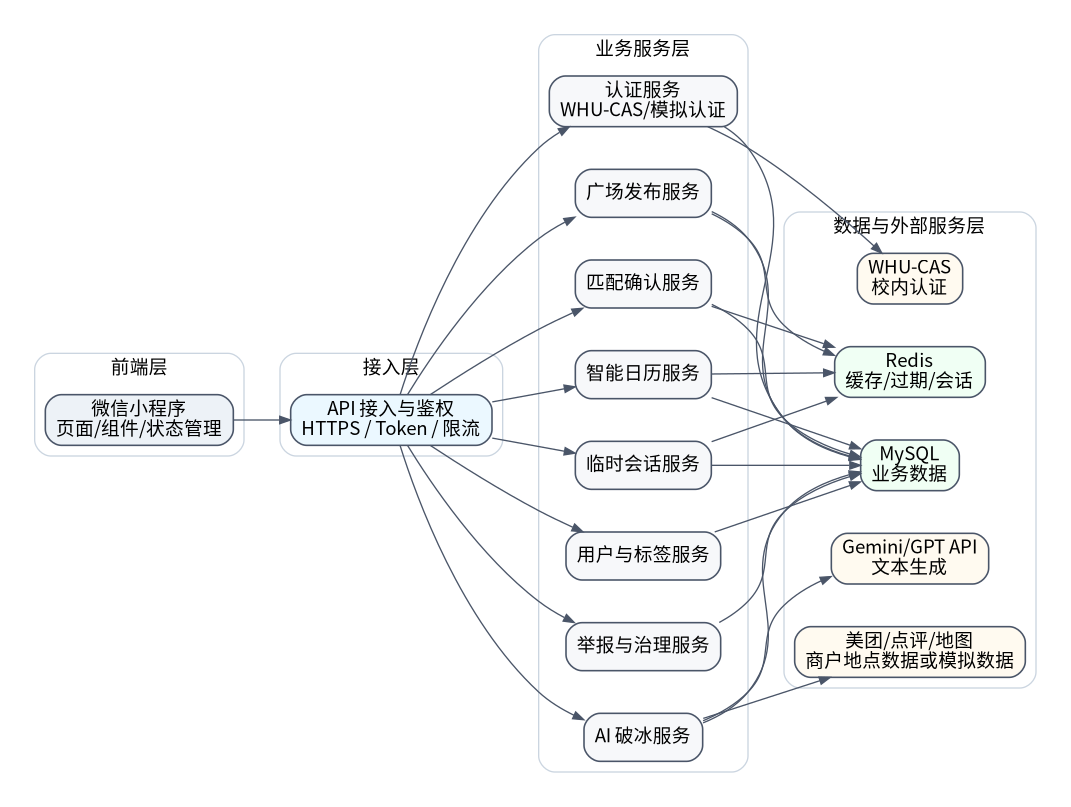 前端层
微信小程序
页面/组件/状态管理
接入层
API 接入与鉴权
HTTPS / Token / 限流
业务服务层
认证服务
WHU-CAS/模拟认证
广场发布服务
匹配确认服务
智能日历服务
临时会话服务
用户与标签服务
举报与治理服务
AI 破冰服务
数据与外部服务层
WHU-CAS
校内认证
Redis
缓存/过期/会话
MySQL
业务数据
Gemini/GPT API
文本生成
美团/点评/地图
商户地点数据或模拟数据